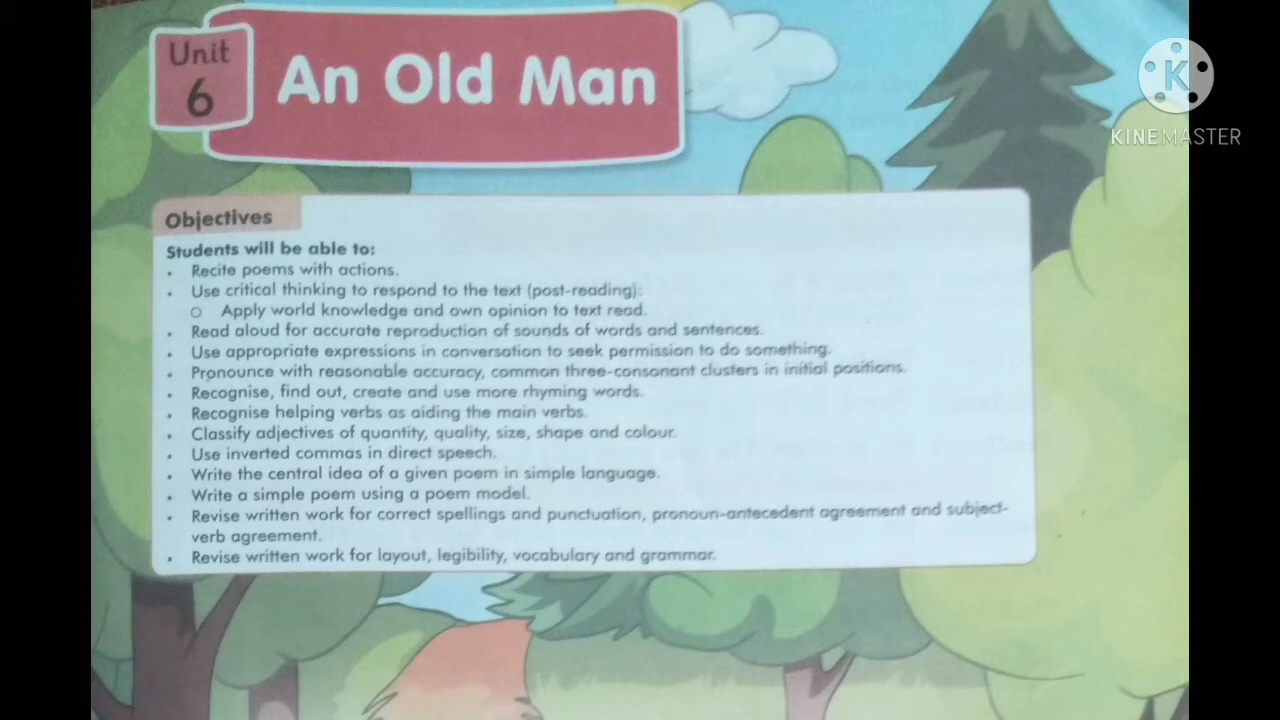 Unit
6
An Old Man
K
KINEMASTER
Objectives
Students will be able to:
• Recite poems with actions.
• Use critical thinking to respond to the text (post-reading):
o Apply world knowledge and own opinion to text read.
• Read aloud for accurate reproduction of sounds of words and sentences.
• Use appropriate expressions in conversation to seek permission to do something.
• Pronounce with reasonable accuracy, common three-consonant clusters in initial positions.
• Recognise, find out, create and use more rhyming words.
• Recognise helping verbs as aiding the main verbs.
• Classify adjectives of quantity, quality, size, shape and colour.
• Use inverted commas in direct speech.
• Write the central idea of a given poem in simple language.
• Write a simple poem using a poem model.
• Revise written work for correct spellings and punctuation, pronoun-antecedent agreement and subject-
verb agreement.
• Revise written work for layout, legibility, vocabulary and grammar.